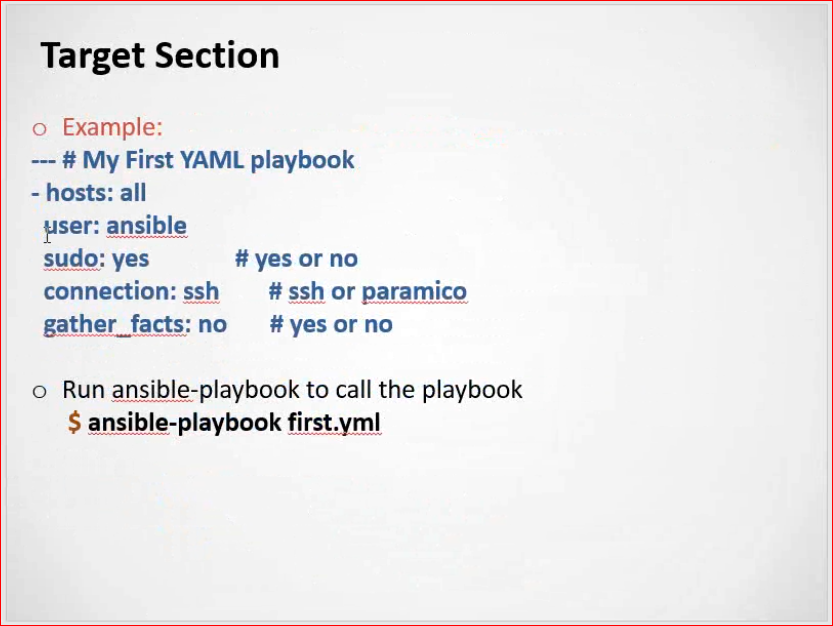 Target Section
o Example:
--- # My First YAML playbook
- hosts: all
user: ansible
sudo: yes # yes or no
connection: ssh # ssh or paramico
gather_facts: no # yes or no
o Run ansible-playbook to call the playbook
$ ansible-playbook first.yml